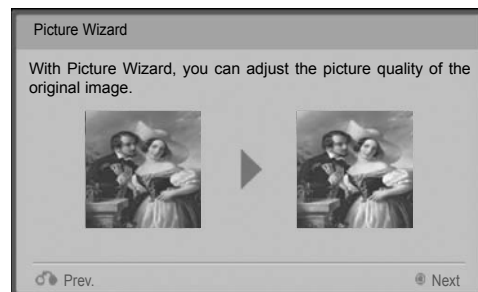 Picture Wizard
With Picture Wizard, you can adjust the picture quality of the
original image.
Prev.
Next